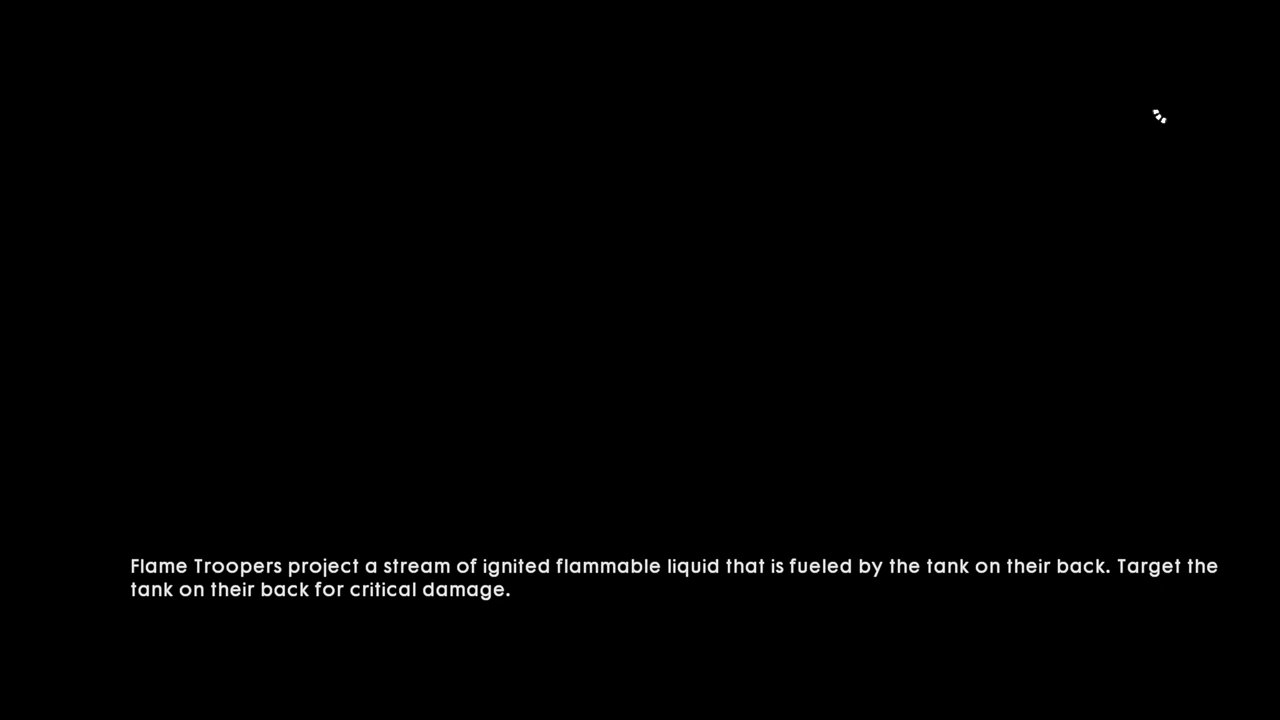 Flame Troopers project a stream of ignited flammable liquid that is fueled by the tank on their back. Target the
tank on their back for critical damage.